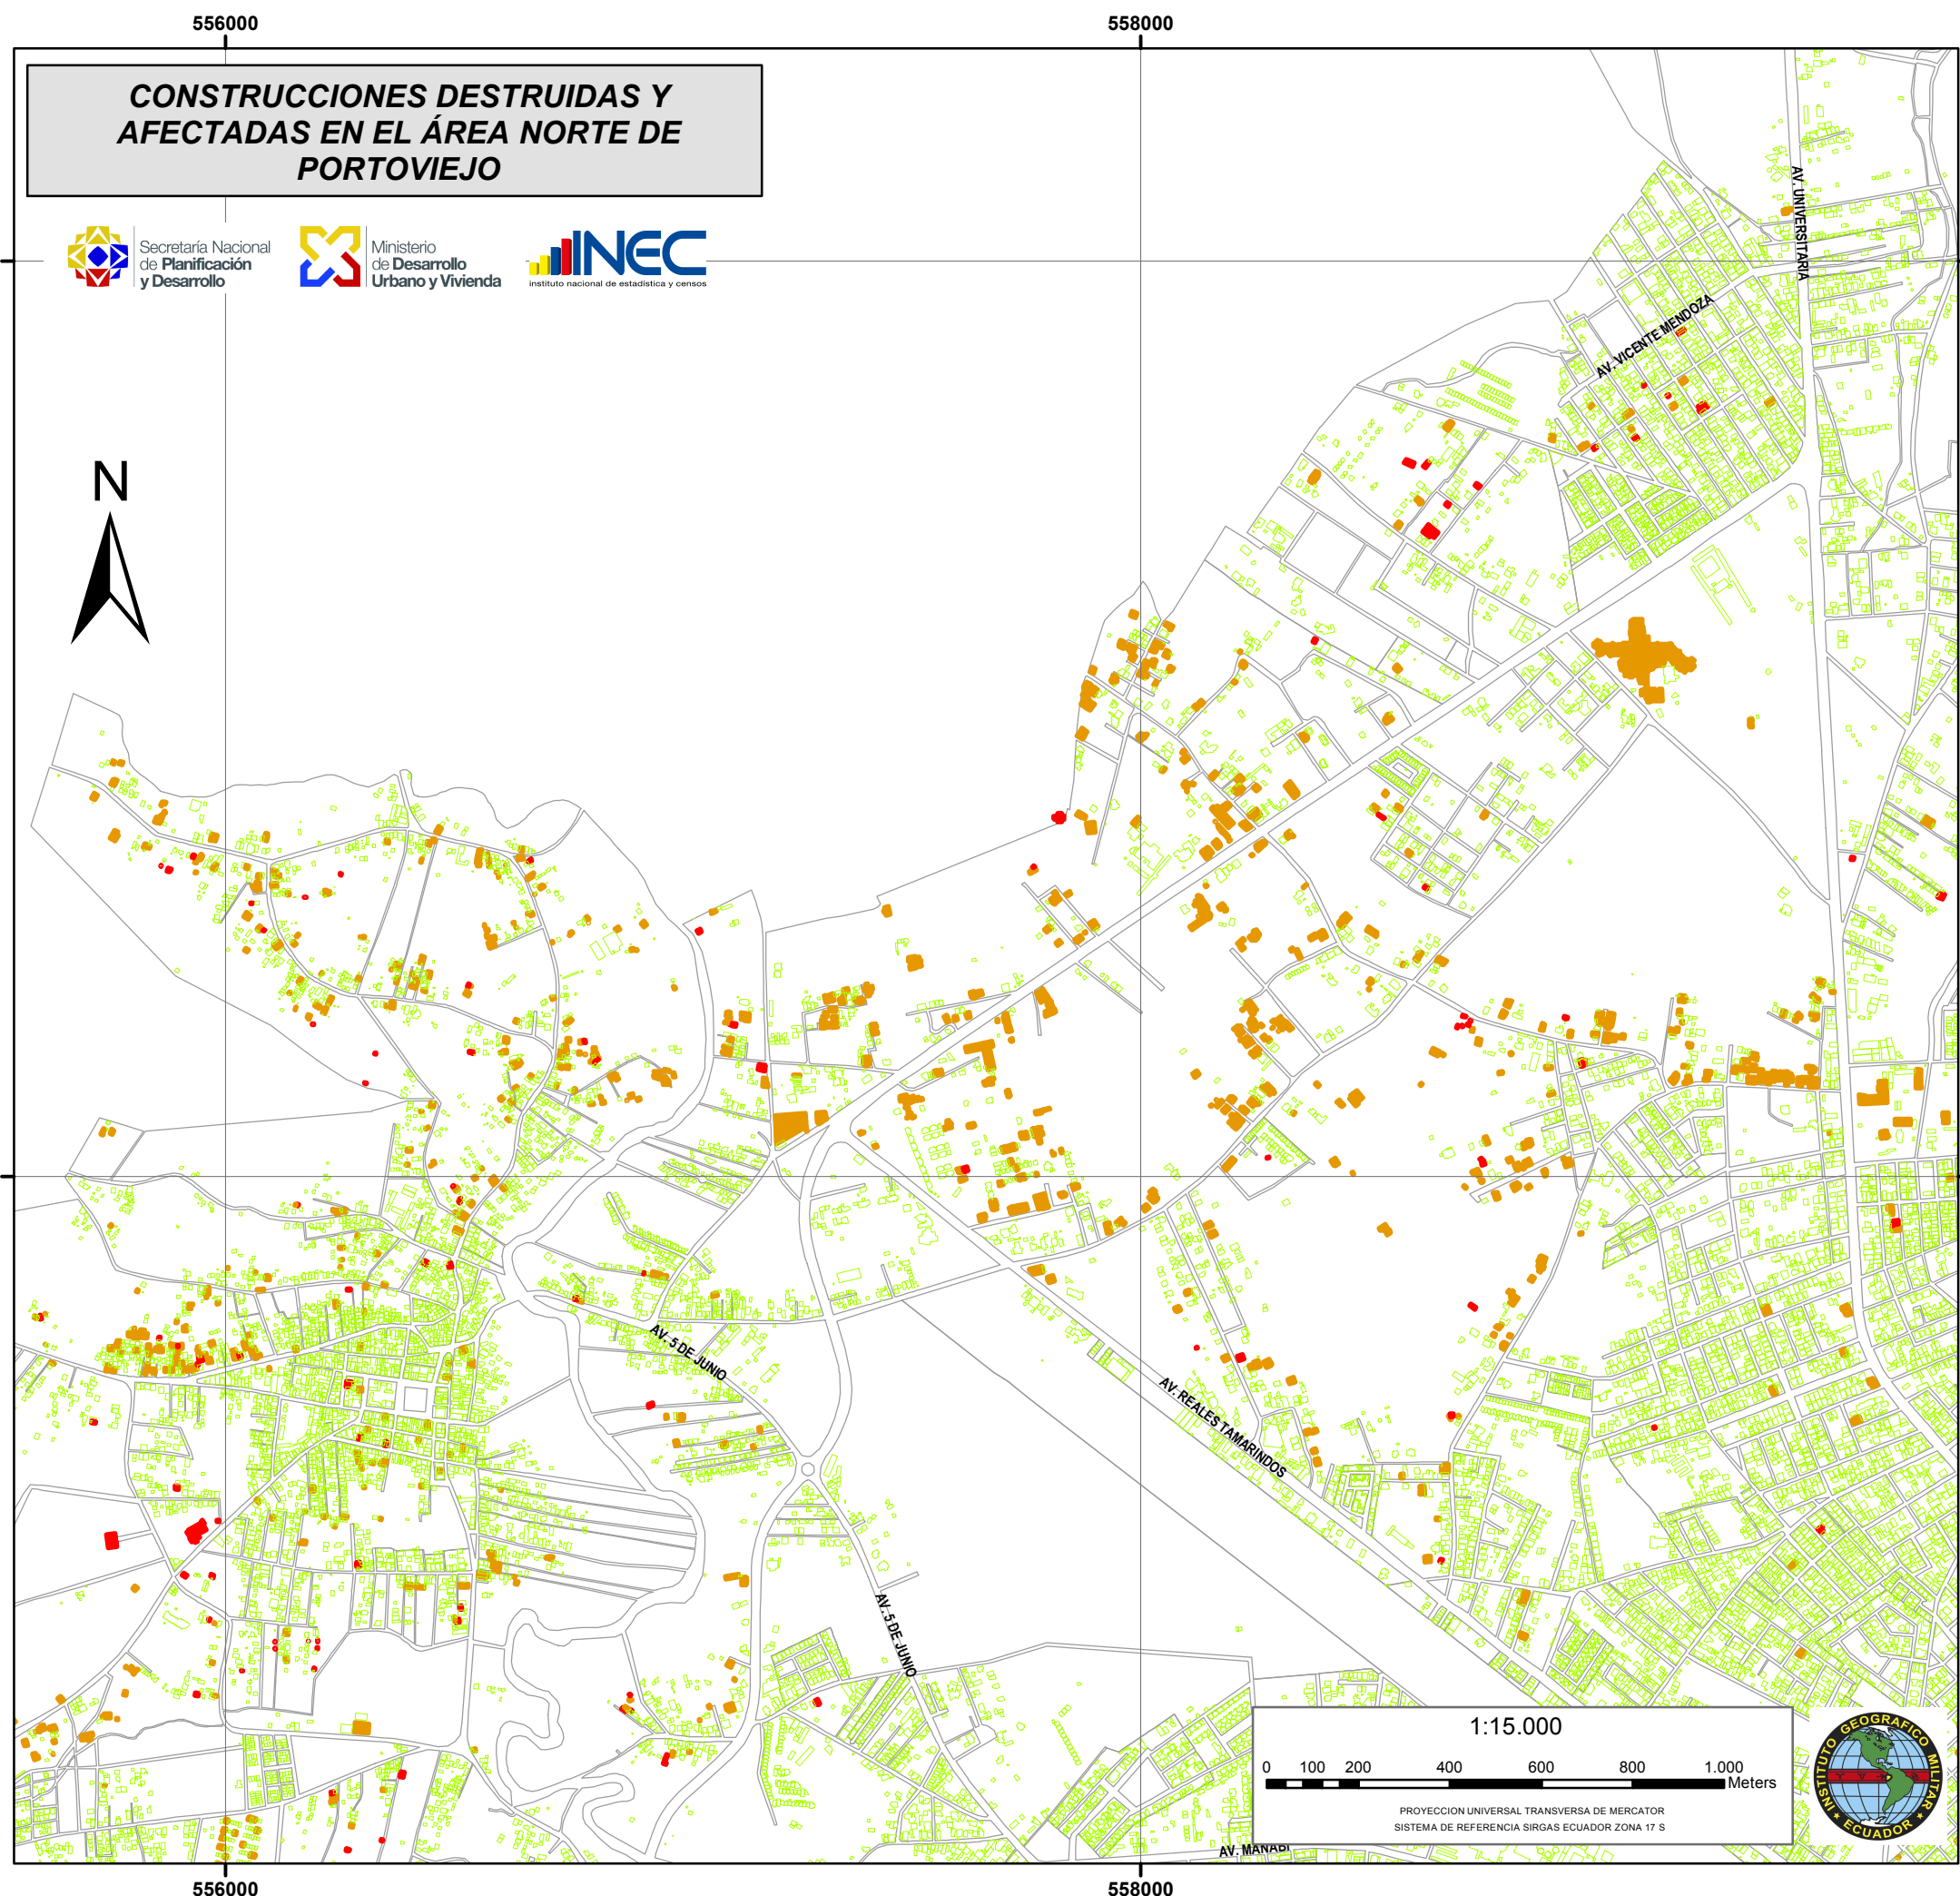 556000
558000
CONSTRUCCIONES DESTRUIDAS Y
AFECTADAS EN EL ÁREA NORTE DE
PORTOVIEJO
Secretaría Nacional
de Planificación
y Desarrollo
Ministerio
de Desarrollo
Urbano y Vivienda
INEC
instituto nacional de estadística y censos
N
AV. UNIVERSITARIA
AV. VICENTE MENDOZA
AV. 5 DE JUNIO
AV. REALES TAMARINDOS
AV. 5 DE JUNIO
AV. MANABI
1:15.000
0 100 200 400 600 800 1.000
Meters
PROYECCION UNIVERSAL TRANSVERSA DE MERCATOR
SISTEMA DE REFERENCIA SIRGAS ECUADOR ZONA 17 S
INSTITUTO GEOGRAFICO MILITAR
ECUADOR
556000
558000